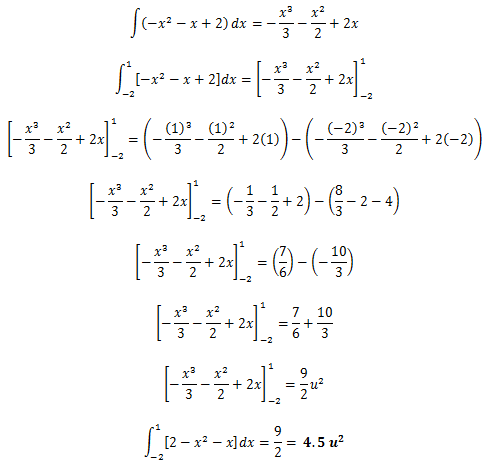 ∫(−x² − x + 2) dx = −x³/3 − x²/2 + 2x
∫₋₂¹[−x² − x + 2]dx = [−x³/3 − x²/2 + 2x]₋₂¹
[−x³/3 − x²/2 + 2x]₋₂¹ = (−(1)³/3 − (1)²/2 + 2(1)) − (−(−2)³/3 − (−2)²/2 + 2(−2))
[−x³/3 − x²/2 + 2x]₋₂¹ = (−1/3 − 1/2 + 2) − (8/3 − 2 − 4)
[−x³/3 − x²/2 + 2x]₋₂¹ = (7/6) − (−10/3)
[−x³/3 − x²/2 + 2x]₋₂¹ = 7/6 + 10/3
[−x³/3 − x²/2 + 2x]₋₂¹ = 9/2 u²
∫₋₂¹[2 − x² − x] dx = 9/2 = 4.5 u²